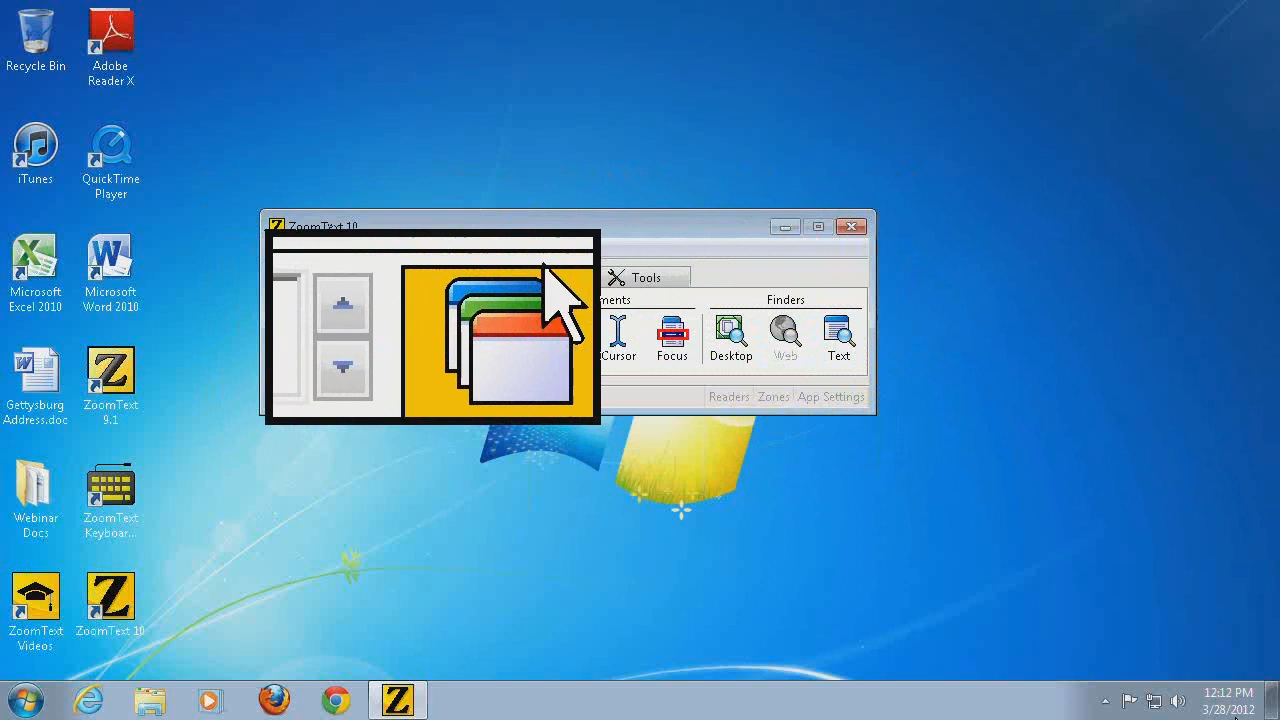 Recycle Bin
Adobe
Reader X
iTunes
QuickTime
Player
Microsoft
Excel 2010
Microsoft
Word 2010
Gettysburg
Address.doc
ZoomText
9.1
Webinar
Docs
ZoomText
Keyboar...
ZoomText
Videos
ZoomText 10
ZoomText 10
Tools
ments
Finders
Cursor
Focus
Desktop
Web
Text
Readers
Zones
App Settings
12:12 PM
3/28/2012